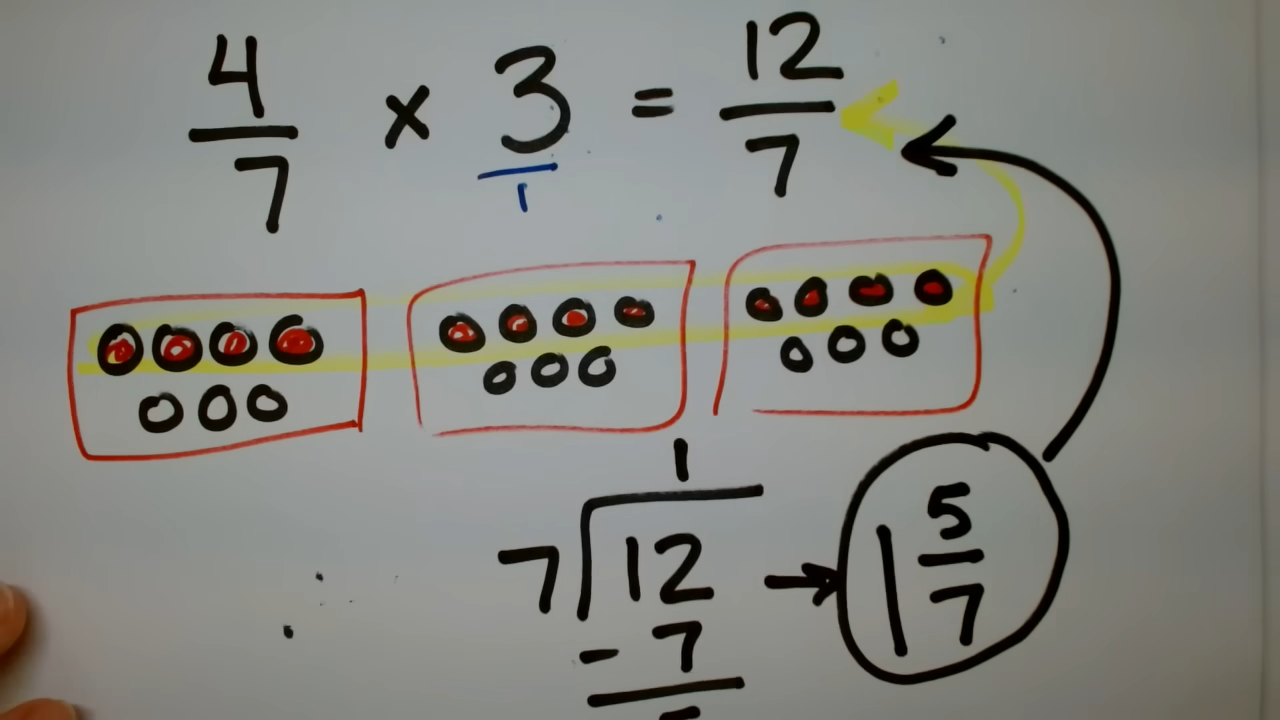 4/7 × 3/1 = 12/7
1
7 12 → 1 5/7
- 7